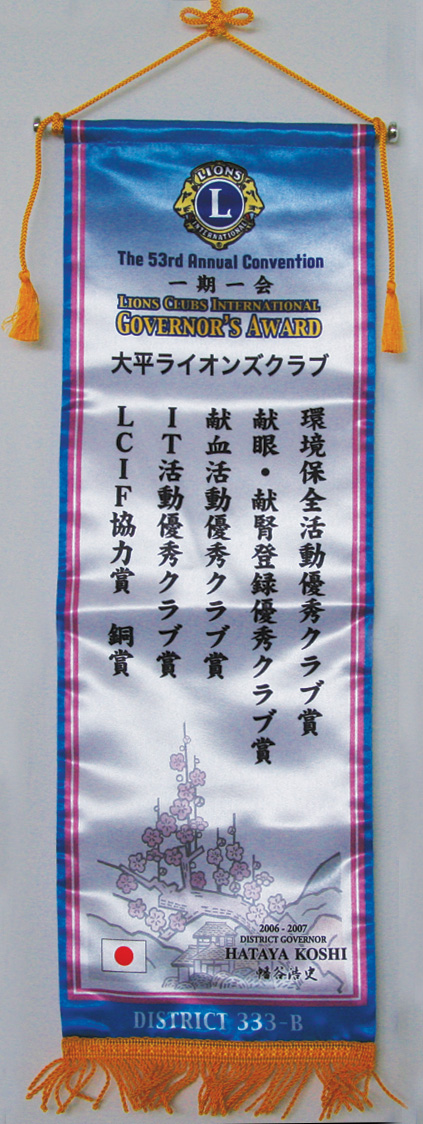 LIONS
L
INTERNATIONAL
The 53rd Annual Convention
一期一会
LIONS CLUBS INTERNATIONAL
GOVERNOR'S AWARD
大平ライオンズクラブ
環境保全活動優秀クラブ賞
献眼・献腎登録優秀クラブ賞
献血活動優秀クラブ賞
IT活動優秀クラブ賞
LCIF協力賞 銅賞
2006 - 2007
DISTRICT GOVERNOR
HATAYA KOSHI
幡谷浩史
DISTRICT 333-B